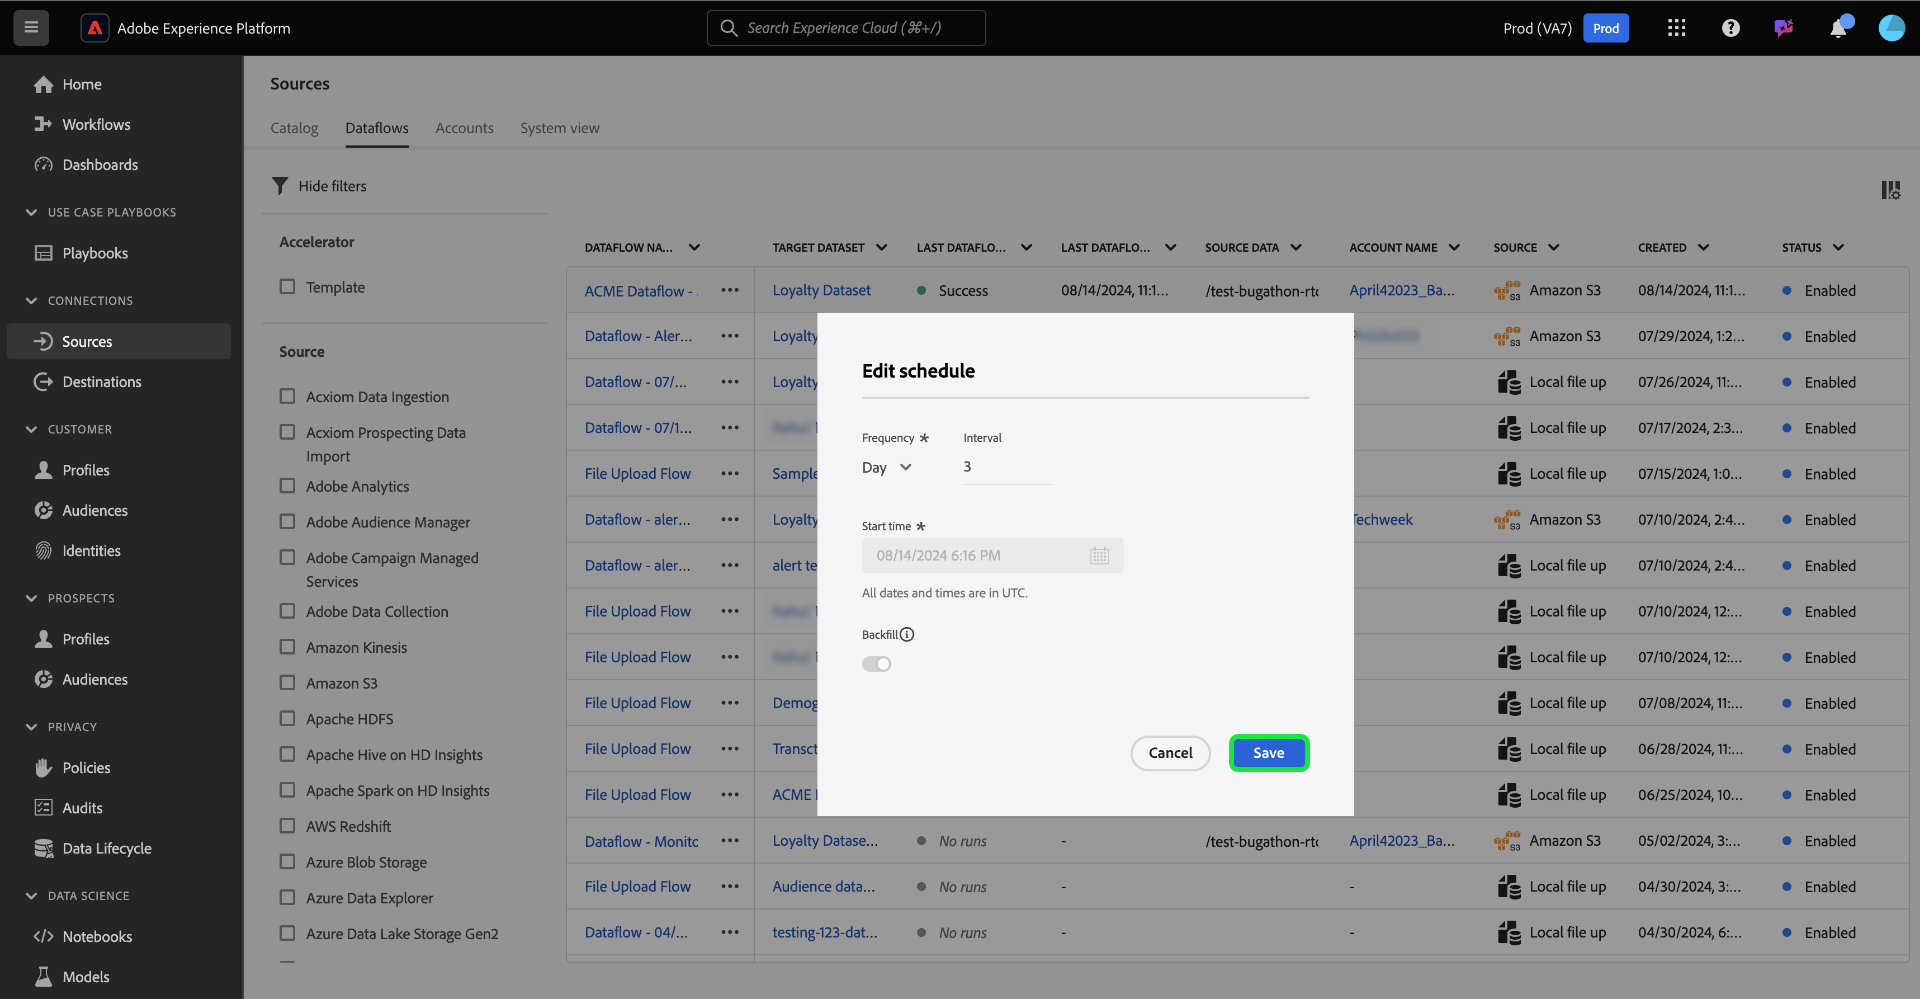 Adobe Experience Platform
Search Experience Cloud (⌘+/)
Prod (VA7)
Prod
Home
Workflows
Dashboards
USE CASE PLAYBOOKS
Playbooks
CONNECTIONS
Sources
Destinations
CUSTOMER
Profiles
Audiences
Identities
PROSPECTS
Profiles
Audiences
PRIVACY
Policies
Audits
Data Lifecycle
DATA SCIENCE
Notebooks
Models
Sources
Catalog Dataflows Accounts System view
Hide filters
Accelerator
Template
Source
Acxiom Data Ingestion
Acxiom Prospecting Data
Import
Adobe Analytics
Adobe Audience Manager
Adobe Campaign Managed
Services
Adobe Data Collection
Amazon Kinesis
Amazon S3
Apache HDFS
Apache Hive on HD Insights
Apache Spark on HD Insights
AWS Redshift
Azure Blob Storage
Azure Data Explorer
Azure Data Lake Storage Gen2
DATAFLOW NA... TARGET DATASET LAST DATAFLO... LAST DATAFLO... SOURCE DATA ACCOUNT NAME SOURCE CREATED STATUS
ACME Dataflow - ••• Loyalty Dataset Success 08/14/2024, 11:1... /test-bugathon-rtc April42023_Ba... S3 Amazon S3 08/14/2024, 11:1... Enabled
Dataflow - Aler... ••• Loyalty S3 Amazon S3 07/29/2024, 1:2... Enabled
Dataflow - 07/... ••• Loyalty Local file up 07/26/2024, 11:... Enabled
Dataflow - 07/1... ••• Local file up 07/17/2024, 2:3... Enabled
File Upload Flow ••• Sample Local file up 07/15/2024, 1:0... Enabled
Dataflow - aler... ••• Loyalty Techweek S3 Amazon S3 07/10/2024, 2:4... Enabled
Dataflow - aler... ••• alert te Local file up 07/10/2024, 2:4... Enabled
File Upload Flow ••• Local file up 07/10/2024, 12:... Enabled
File Upload Flow ••• Local file up 07/10/2024, 12:... Enabled
File Upload Flow ••• Demog Local file up 07/08/2024, 11:... Enabled
File Upload Flow ••• Transct Local file up 06/28/2024, 11:... Enabled
File Upload Flow ••• ACME Local file up 06/25/2024, 10... Enabled
Dataflow - Monito ••• Loyalty Datase... No runs - /test-bugathon-rtc April42023_Ba... S3 Amazon S3 05/02/2024, 3:... Enabled
File Upload Flow ••• Audience data... No runs - - Local file up 04/30/2024, 3:... Enabled
Dataflow - 04/... ••• testing-123-dat... No runs - - Local file up 04/30/2024, 6:... Enabled
Edit schedule
Frequency * Interval
Day 3
Start time *
08/14/2024 6:16 PM
All dates and times are in UTC.
Backfill
Cancel Save